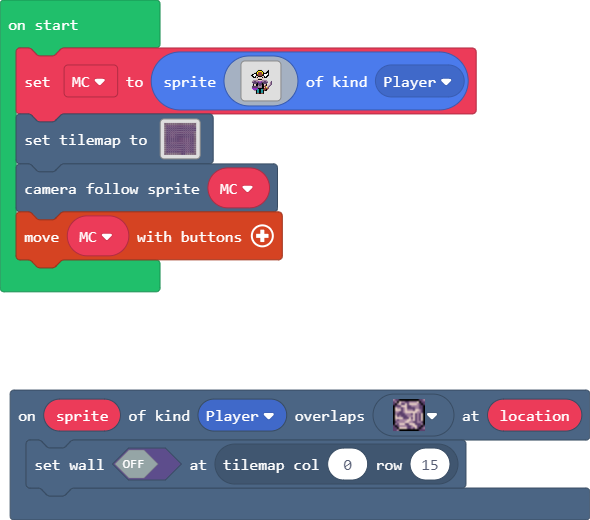 on start
set MC to sprite of kind Player
set tilemap to
camera follow sprite MC
move MC with buttons
on sprite of kind Player overlaps at location
set wall OFF at tilemap col 0 row 15